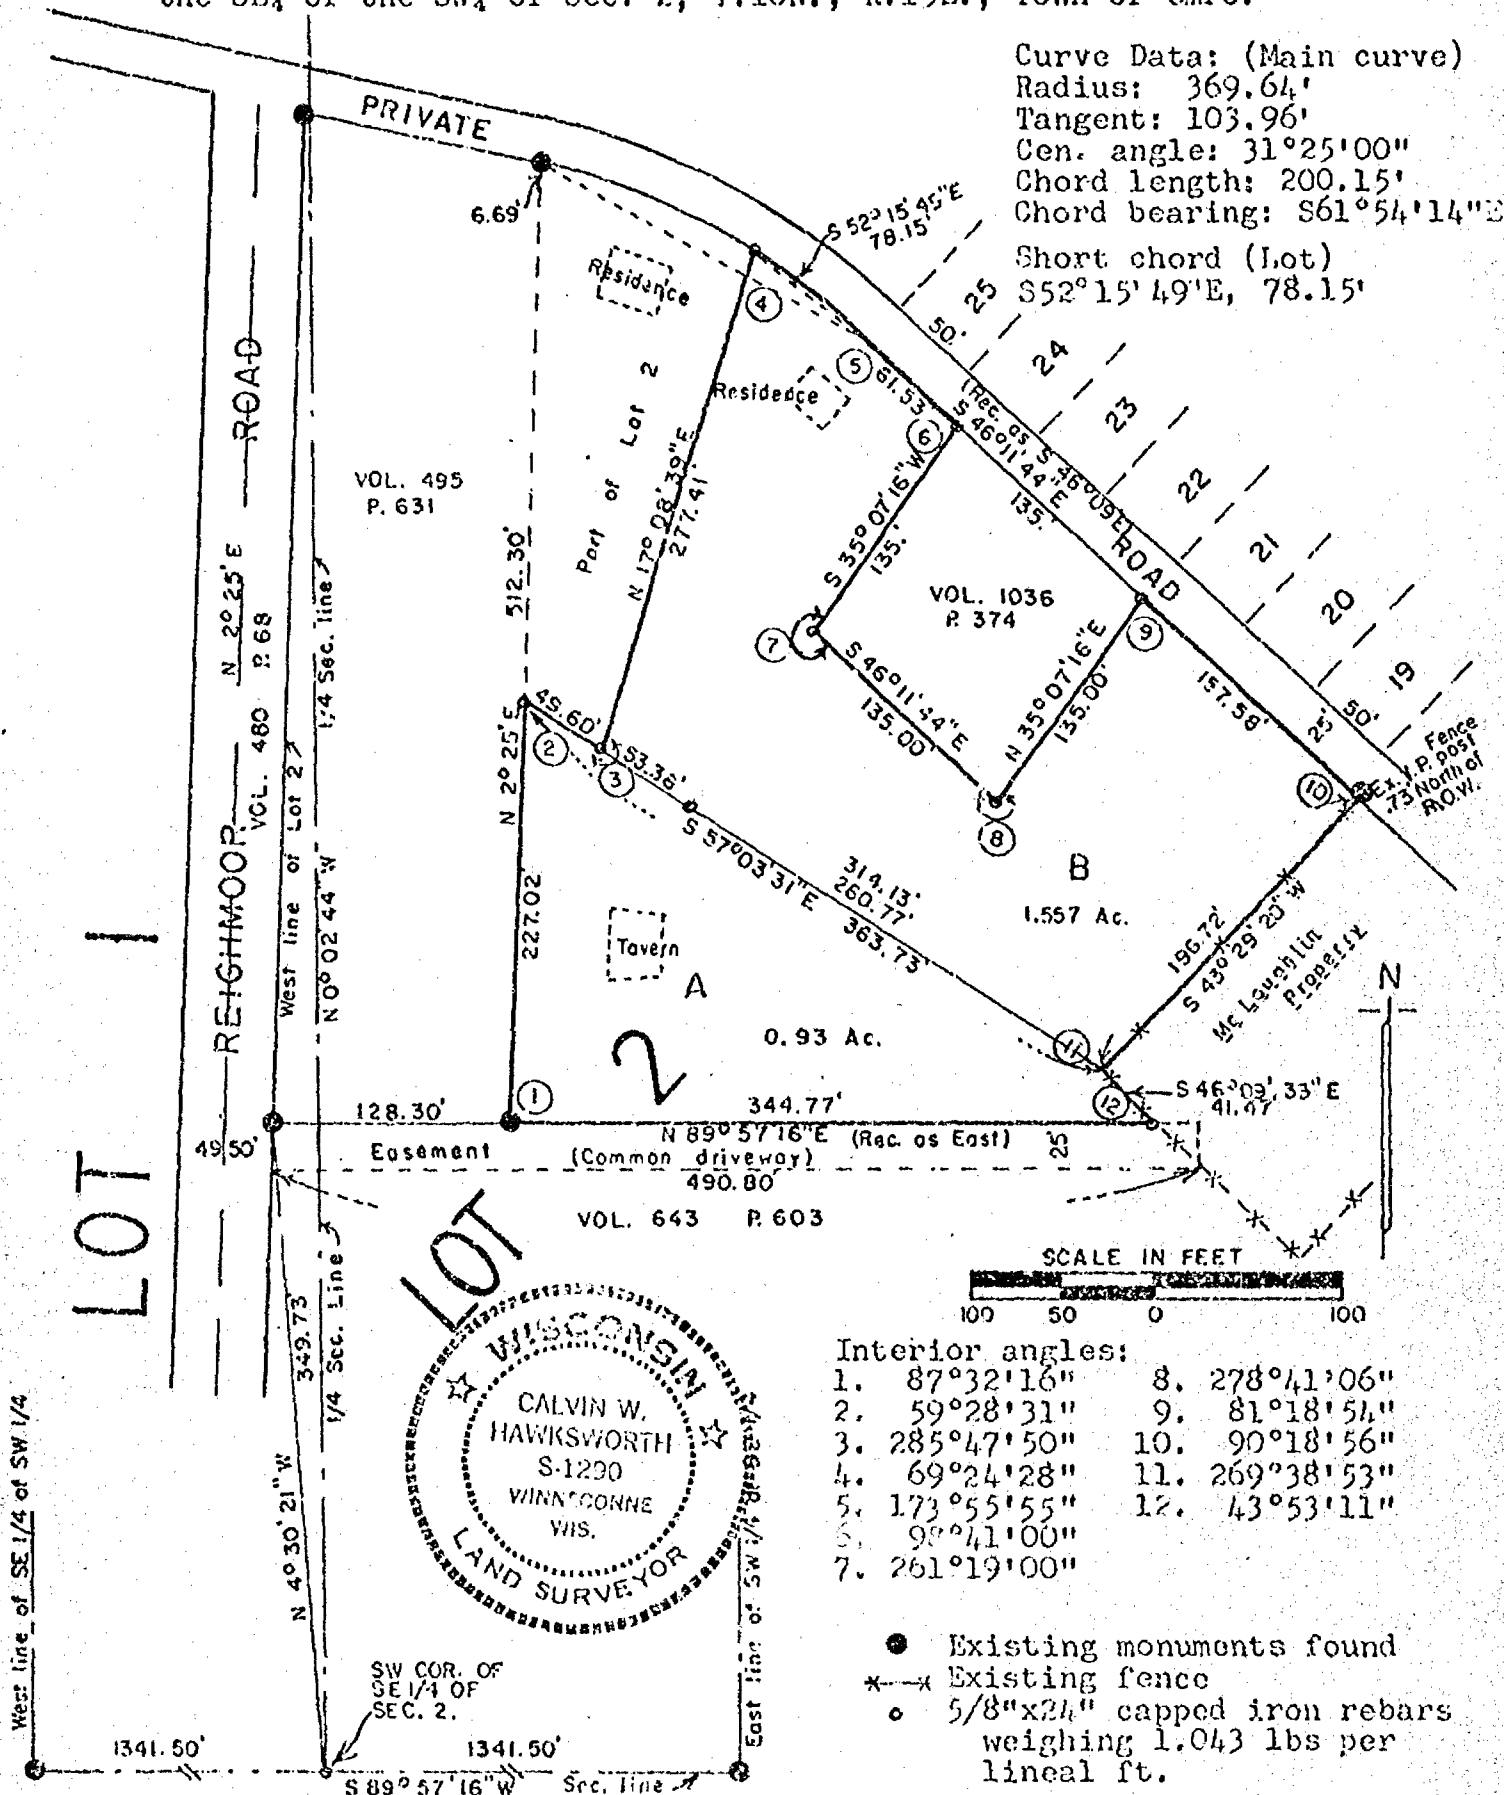 Curve Data: (Main curve)
Radius: 369.64'
Tangent: 103.96'
Cen. angle: 31°25'00"
Chord length: 200.15'
Chord bearing: S61°54'14"E
Short chord (Lot)
S52°15'49"E, 78.15'
PRIVATE
6.69'
S 52°15'45"E
78.15'
Residence
4
5
61.53'
Residence
6
50'
25
24
23
22
21
20
19
(Rec. as S 46°09'E)
S 46°11'44"E
135.'
ROAD
Port of Lot 2
N 17°08'39"E
277.41'
VOL. 495
P. 631
512.30'
S 35°07'16"W
135.'
VOL. 1036
P. 374
7
S 46°11'44"E
135.00'
N 35°07'16"E
135.00'
8
9
157.58'
25'
50'
10
Ex. I.P. post
.73 North of
R.O.W.
Fence
REIGHMOOR ROAD
N 2°25'E
VOL. 480 P. 68
West line of Lot 2
1/4 Sec. line
N 0°02'44"W
49.60'
2
3
53.36'
N 2°25'E
227.02'
S 57°03'31"E
314.13'
260.77'
363.73'
B
1.557 Ac.
196.72'
S 43°29'20"W
Mc Laughlin
Property
N
Tavern
A
0.93 Ac.
2
11
12
S 46°09'33"E
41.47'
1
128.30'
344.77'
N 89°57'16"E (Rec. as East)
25'
49.50'
Easement (Common driveway)
490.80'
VOL. 643 P. 603
LOT 1
LOT
SCALE IN FEET
100 50 0 100
349.73'
1/4 Sec. Line
N 4°30'21"W
WISCONSIN
CALVIN W.
HAWKSWORTH
S-1290
WINNECONNE
WIS.
LAND SURVEYOR
Interior angles:
1. 87°32'16" 8. 278°41'06"
2. 59°28'31" 9. 81°18'54"
3. 285°47'50" 10. 90°18'56"
4. 69°24'28" 11. 269°38'53"
5. 173°55'55" 12. 43°53'11"
6. 98°41'00"
7. 261°19'00"
Existing monuments found
Existing fence
5/8"x24" capped iron rebars
weighing 1.043 lbs per
lineal ft.
West line of SE 1/4 of SW 1/4
SW COR. OF
SE 1/4 OF
SEC. 2.
East line of SW 1/4 of
1341.50'
1341.50'
S 89°57'16"W Sec. line